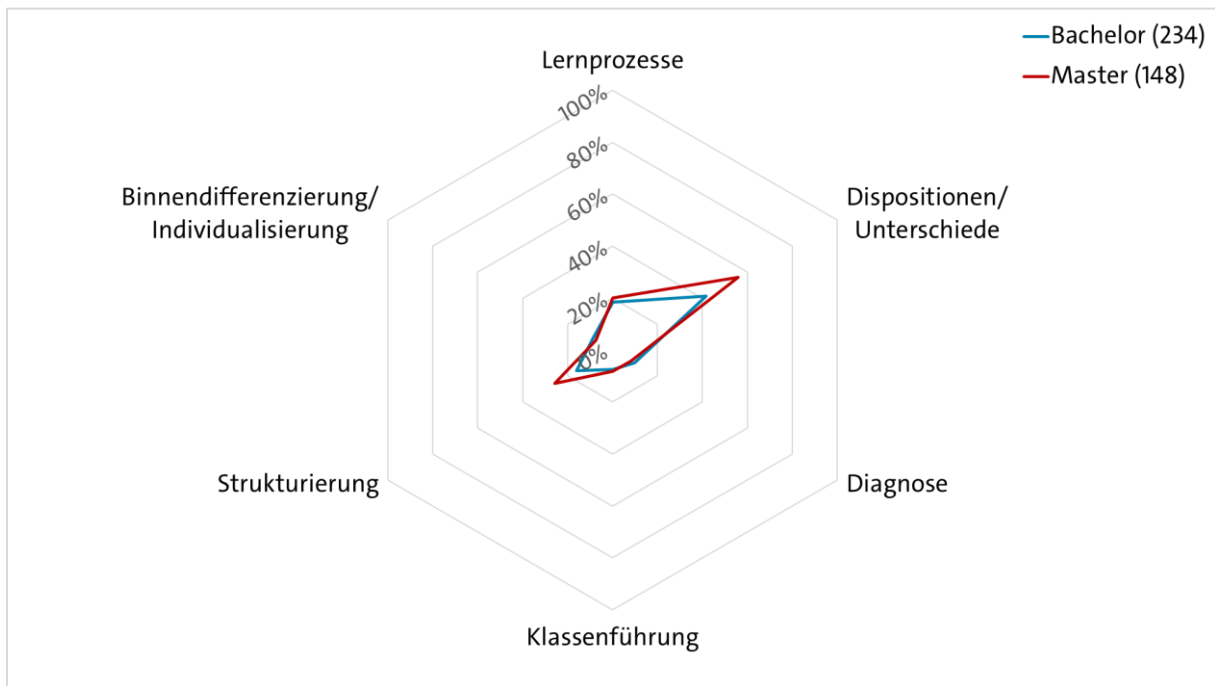 Bachelor (234)
Master (148)
Lernprozesse
100%
80%
60%
40%
20%
0%
Binnendifferenzierung/
Individualisierung
Dispositionen/
Unterschiede
Strukturierung
Diagnose
Klassenführung